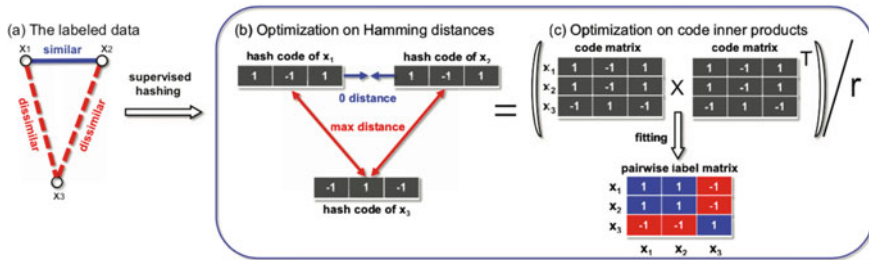 (a) The labeled data
X1 similar X2
dissimilar dissimilar
X3
supervised
hashing
(b) Optimization on Hamming distances
hash code of x1 hash code of x2
1 -1 1 1 -1 1
0 distance
max distance
-1 1 -1
hash code of x3
=
(c) Optimization on code inner products
code matrix code matrix
x1 1 -1 1 1 -1 1 T
x2 1 -1 1 X 1 -1 1 / r
x3 -1 1 -1 -1 1 -1
fitting
pairwise label matrix
x1 1 1 -1
x2 1 1 -1
x3 -1 -1 1
x1 x2 x3